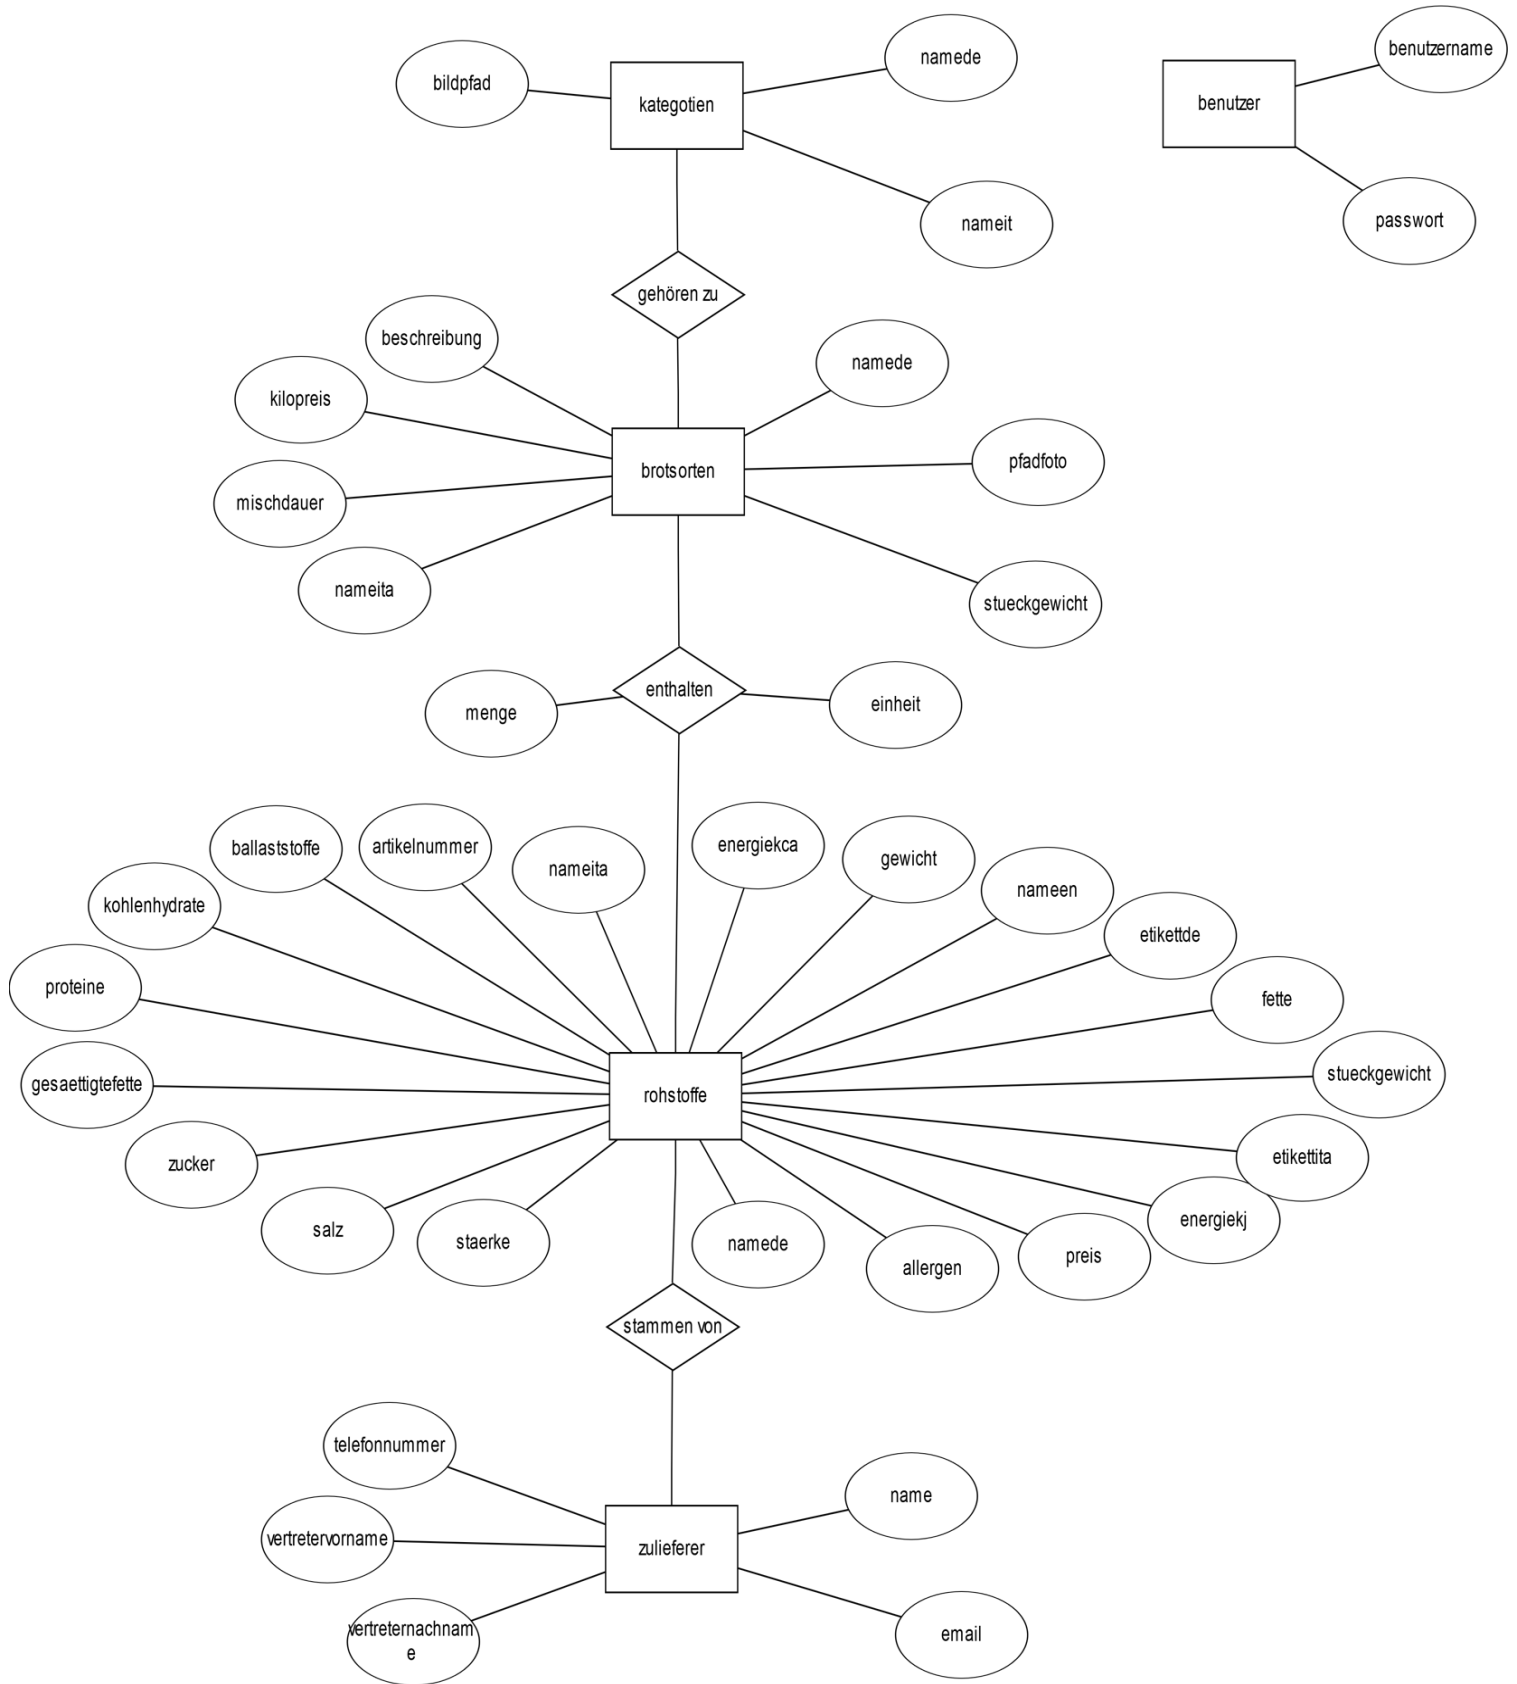 benutzername
namede
bildpfad
kategotien
benutzer
passwort
nameit
gehören zu
beschreibung
namede
kilopreis
pfadfoto
brotsorten
mischdauer
nameita
stueckgewicht
enthalten
menge
einheit
ballaststoffe
artikelnummer
nameita
energiekca
gewicht
nameen
kohlenhydrate
etikettde
proteine
fette
gesaettigtefette
stueckgewicht
rohstoffe
zucker
etikettita
salz
staerke
namede
allergen
preis
energiekj
stammen von
telefonnummer
name
vertretervorname
zulieferer
vertreternachnam
e
email